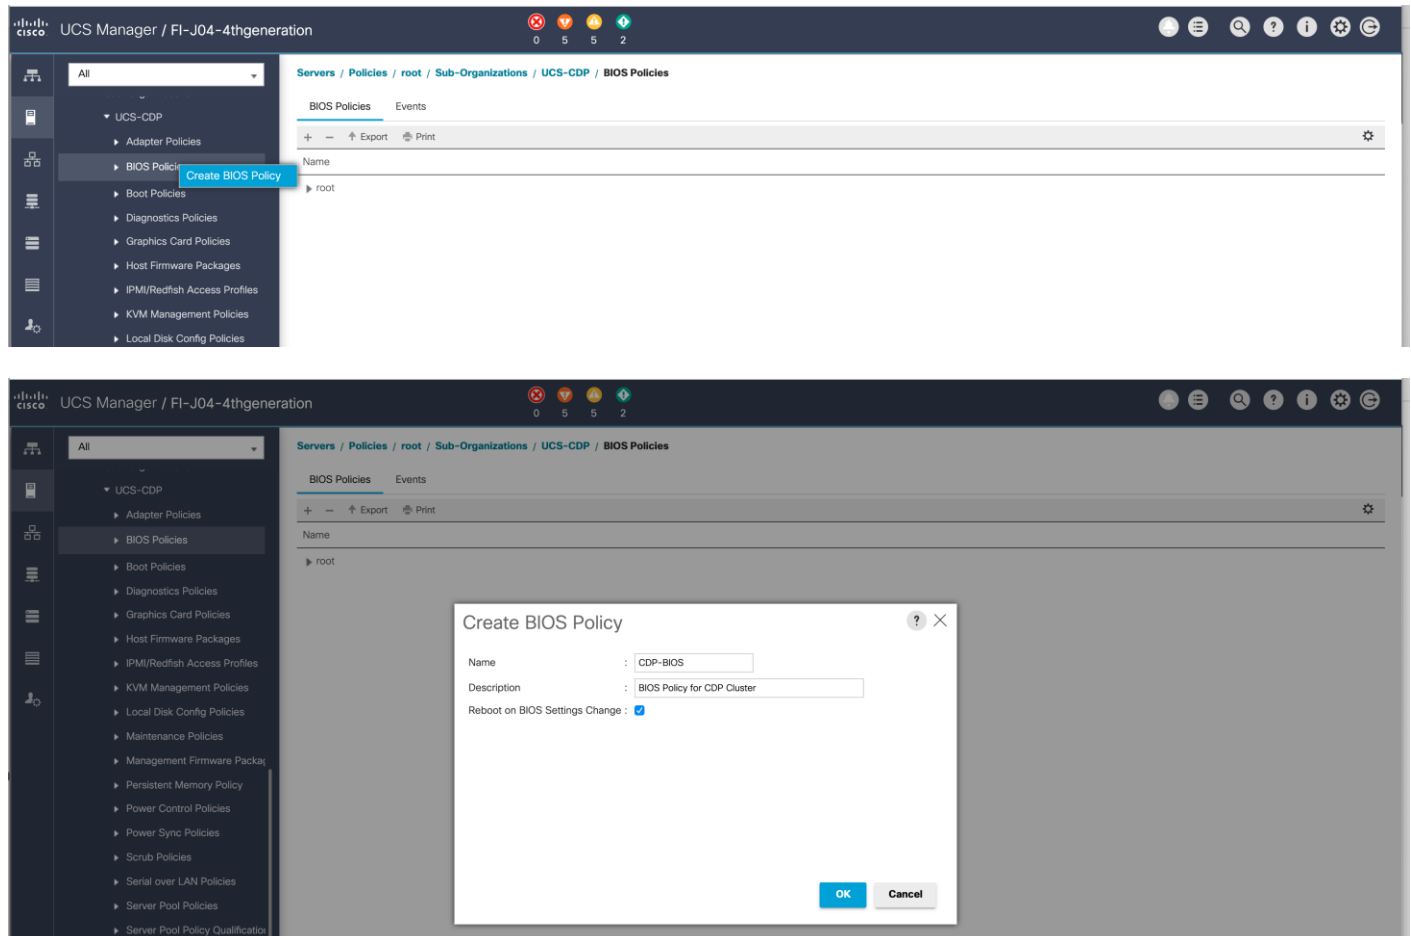 CISCO UCS Manager / FI-J04-4thgeneration
0 5 5 2
All
UCS-CDP
Adapter Policies
BIOS Policie
Create BIOS Policy
Boot Policies
Diagnostics Policies
Graphics Card Policies
Host Firmware Packages
IPMI/Redfish Access Profiles
KVM Management Policies
Local Disk Config Policies
Servers / Policies / root / Sub-Organizations / UCS-CDP / BIOS Policies
BIOS Policies Events
+ − Export Print
Name
root
CISCO UCS Manager / FI-J04-4thgeneration
0 5 5 2
All
UCS-CDP
Adapter Policies
BIOS Policies
Boot Policies
Diagnostics Policies
Graphics Card Policies
Host Firmware Packages
IPMI/Redfish Access Profiles
KVM Management Policies
Local Disk Config Policies
Maintenance Policies
Management Firmware Packag
Persistent Memory Policy
Power Control Policies
Power Sync Policies
Scrub Policies
Serial over LAN Policies
Server Pool Policies
Server Pool Policy Qualification
Servers / Policies / root / Sub-Organizations / UCS-CDP / BIOS Policies
BIOS Policies Events
+ − Export Print
Name
root
Create BIOS Policy ?
Name : CDP-BIOS
Description : BIOS Policy for CDP Cluster
Reboot on BIOS Settings Change :
OK Cancel